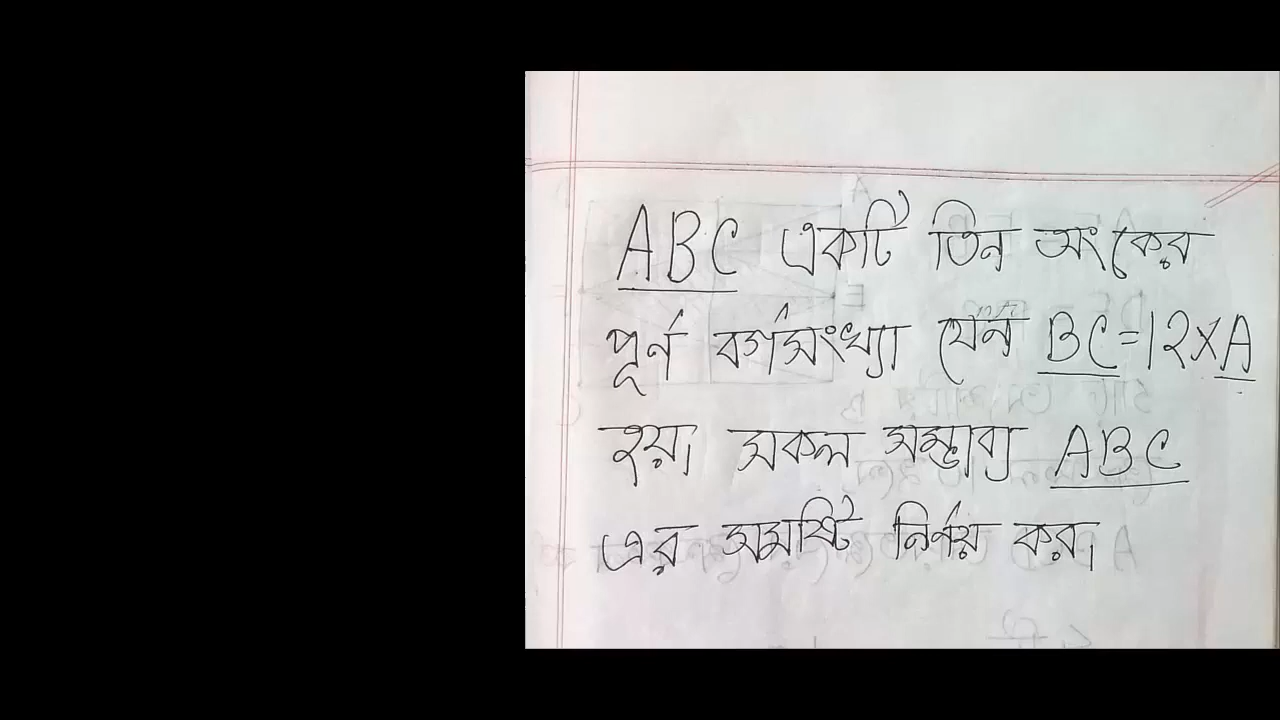 ABC একটি তিন অংকের
পূর্ন বর্গসংখ্যা যেন BC=12×A
হয়। সকল সম্ভাব্য ABC
এর সমষ্টি নির্ণয় কর।